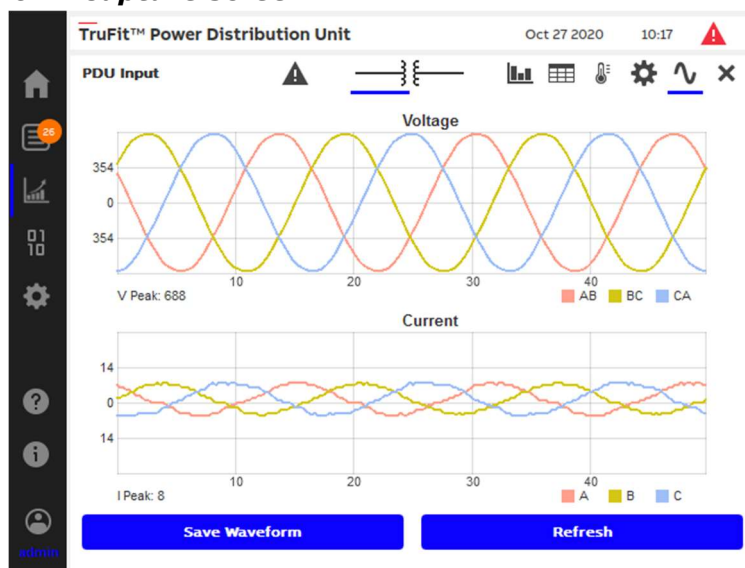 TruFit™ Power Distribution Unit
Oct 27 2020 10:17
PDU Input
26
01
10
Voltage
354
0
354
10 20 30 40
V Peak: 688
AB BC CA
Current
14
0
14
10 20 30 40
I Peak: 8
A B C
Save Waveform Refresh
admin